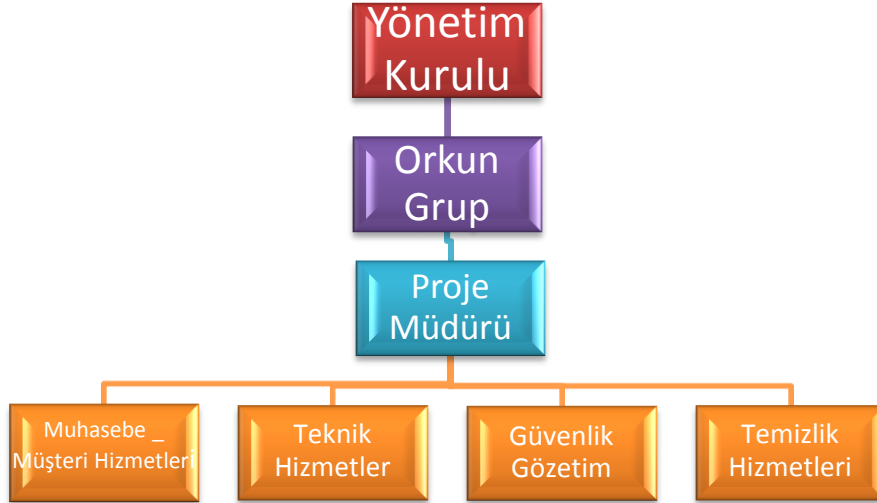 Yönetim
Kurulu
Orkun
Grup
Proje
Müdürü
Muhasebe _
Müşteri Hizmetleri
Teknik
Hizmetler
Güvenlik
Gözetim
Temizlik
Hizmetleri